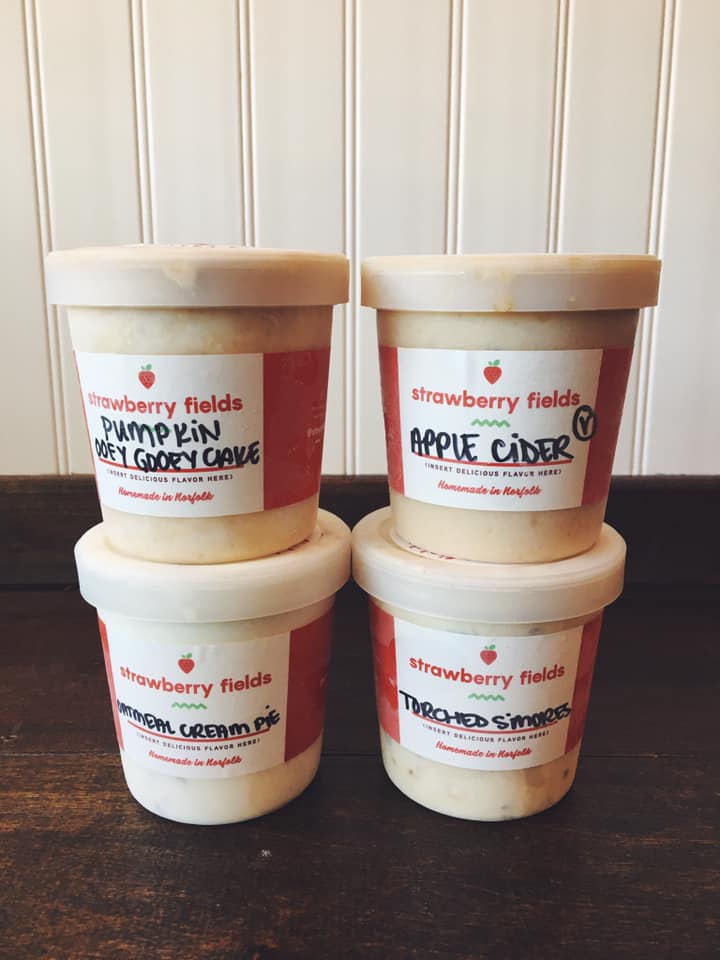 strawberry fields
PUMPKIN
OOEY GOOEY CAKE
(INSERT DELICIOUS FLAVOR HERE)
Homemade in Norfolk
strawberry fields
APPLE CIDER V
(INSERT DELICIOUS FLAVOR HERE)
Homemade in Norfolk
strawberry fields
OATMEAL CREAM PIE
(INSERT DELICIOUS FLAVOR HERE)
Homemade in Norfolk
strawberry fields
TORCHED S'MORES
(INSERT DELICIOUS FLAVOR HERE)
Homemade in Norfolk